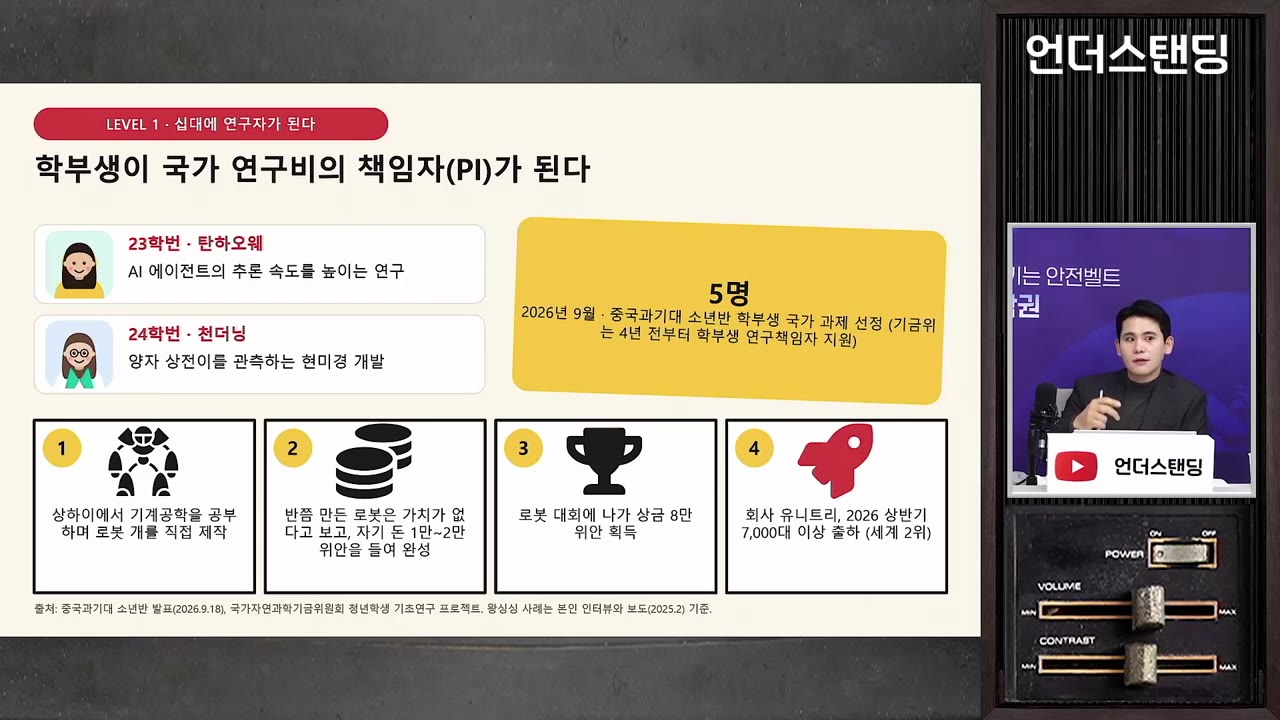 언더스탠딩
LEVEL 1 · 십대에 연구자가 된다
학부생이 국가 연구비의 책임자(PI)가 된다
23학번 · 탄하오웨
AI 에이전트의 추론 속도를 높이는 연구
24학번 · 천더닝
양자 상전이를 관측하는 현미경 개발
5명
2026년 9월 · 중국과기대 소년반 학부생 국가 과제 선정 (기금위
는 4년 전부터 학부생 연구책임자 지원)
1
상하이에서 기계공학을 공부
하며 로봇 개를 직접 제작
2
반쯤 만든 로봇은 가치가 없
다고 보고, 자기 돈 1만~2만
위안을 들여 완성
3
로봇 대회에 나가 상금 8만
위안 획득
4
회사 유니트리, 2026 상반기
7,000대 이상 출하 (세계 2위)
출처: 중국과기대 소년반 발표(2026.9.18), 국가자연과학기금위원회 청년학생 기초연구 프로젝트. 왕싱싱 사례는 본인 인터뷰와 보도(2025.2) 기준.
기는 안전벨트
권
언더스탠딩
ON
OFF
POWER
VOLUME
MIN
MAX
CONTRAST
MIN
MAX